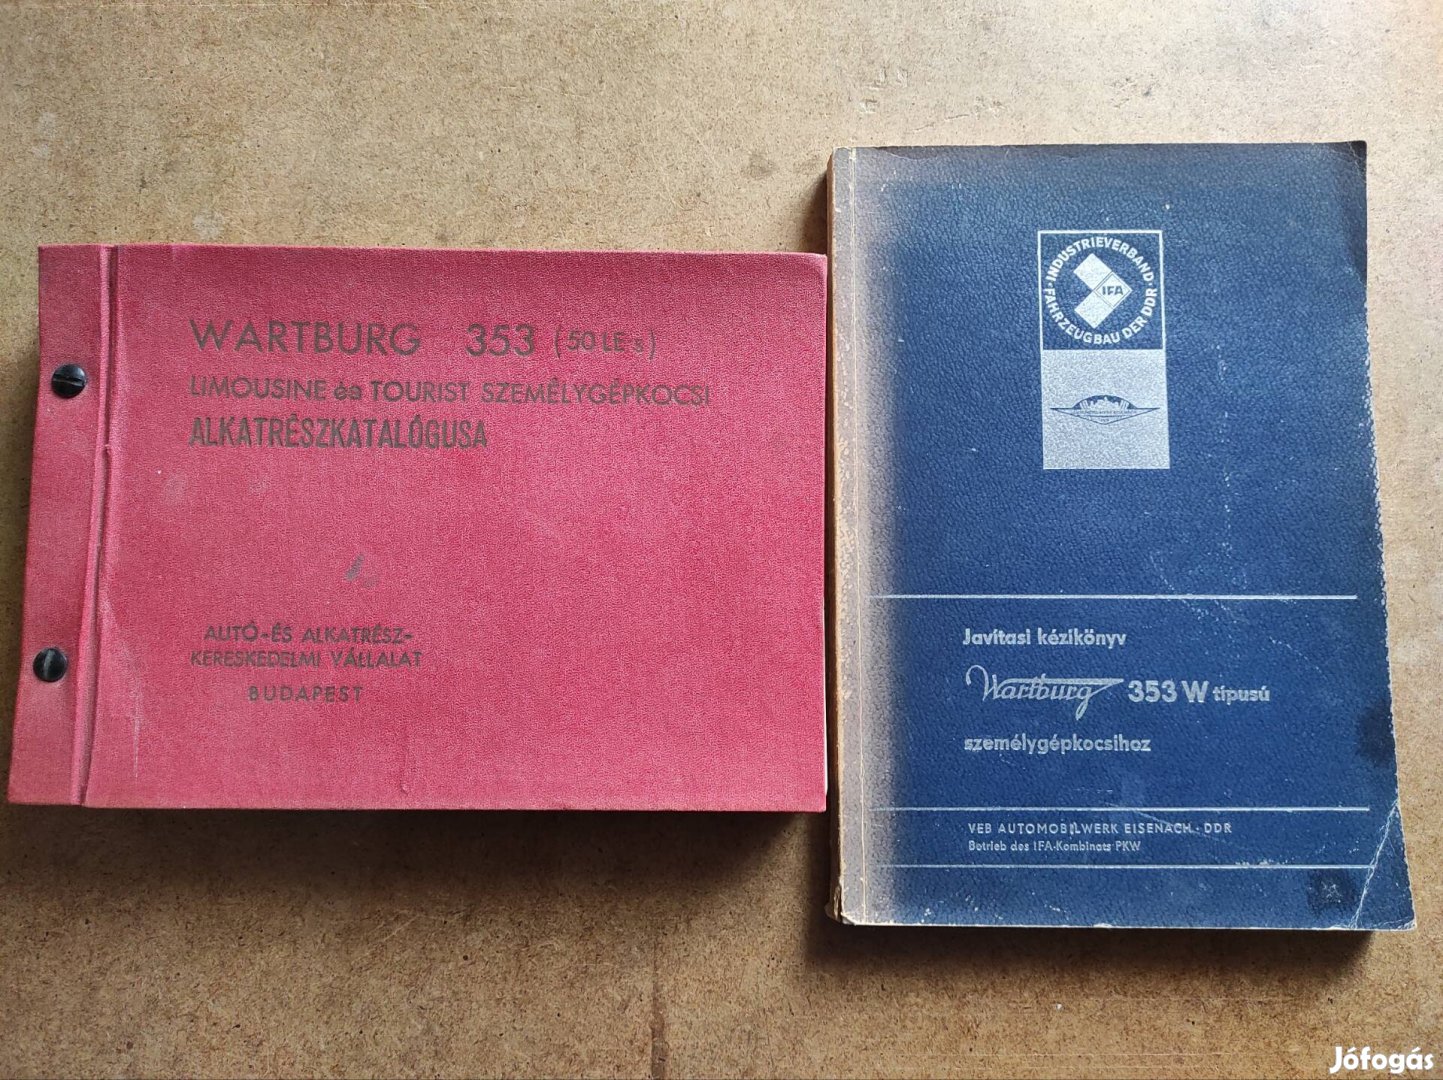 WARTBURG 353 (50 LE s)
LIMOUSINE és TOURIST SZEMÉLYGÉPKOCSI
ALKATRÉSZKATALÓGUSA
AUTÓ-ÉS ALKATRÉSZ-
KERESKEDELMI VÁLLALAT
BUDAPEST
INDUSTRIEVERBAND
FAHRZEUGBAU DER DDR
IFA
Javítasi kézikönyv
Wartburg 353 W típusú
személygépkocsihoz
VEB AUTOMOBILWERK EISENACH · DDR
Betrieb des IFA-Kombinats PKW
Jófogás